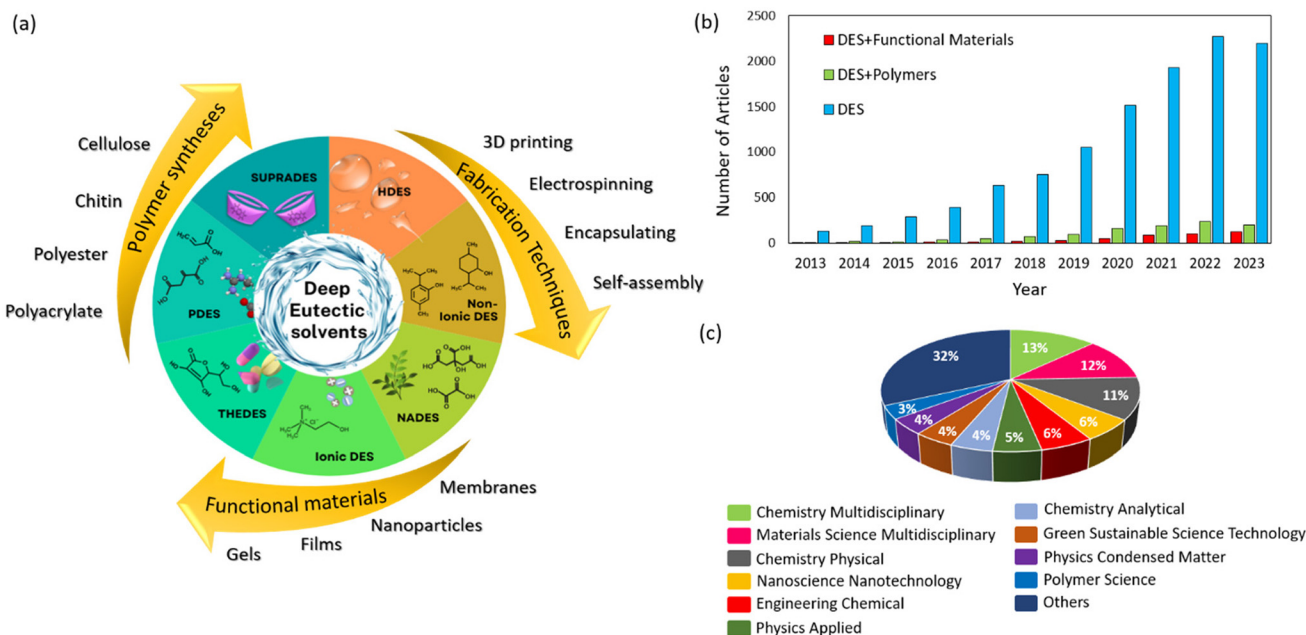 (a)
Polymer syntheses
Cellulose
Chitin
Polyester
Polyacrylate
Fabrication Techniques
3D printing
Electrospinning
Encapsulating
Self-assembly
Functional materials
Membranes
Nanoparticles
Films
Gels
Deep
Eutectic
solvents
SUPRADES
HDES
Non-
Ionic DES
NADES
Ionic DES
THEDES
PDES
(b)
Number of Articles
2500
2000
1500
1000
500
0
DES+Functional Materials
DES+Polymers
DES
2013 2014 2015 2016 2017 2018 2019 2020 2021 2022 2023
Year
(c)
13%
12%
11%
6%
6%
5%
4%
4%
4%
3%
32%
Chemistry Multidisciplinary
Materials Science Multidisciplinary
Chemistry Physical
Nanoscience Nanotechnology
Engineering Chemical
Physics Applied
Chemistry Analytical
Green Sustainable Science Technology
Physics Condensed Matter
Polymer Science
Others